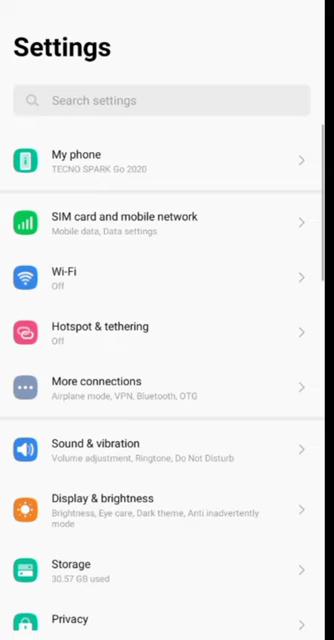 Settings
Search settings
My phone
TECNO SPARK Go 2020
SIM card and mobile network
Mobile data, Data settings
Wi-Fi
Off
Hotspot & tethering
Off
More connections
Airplane mode, VPN, Bluetooth, OTG
Sound & vibration
Volume adjustment, Ringtone, Do Not Disturb
Display & brightness
Brightness, Eye care, Dark theme, Anti inadvertently
mode
Storage
30.57 GB used
Privacy